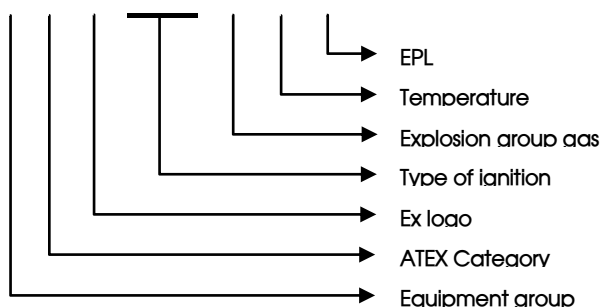 EPL
Temperature
Explosion group gas
Type of ignition
Ex logo
ATEX Category
Equipment group